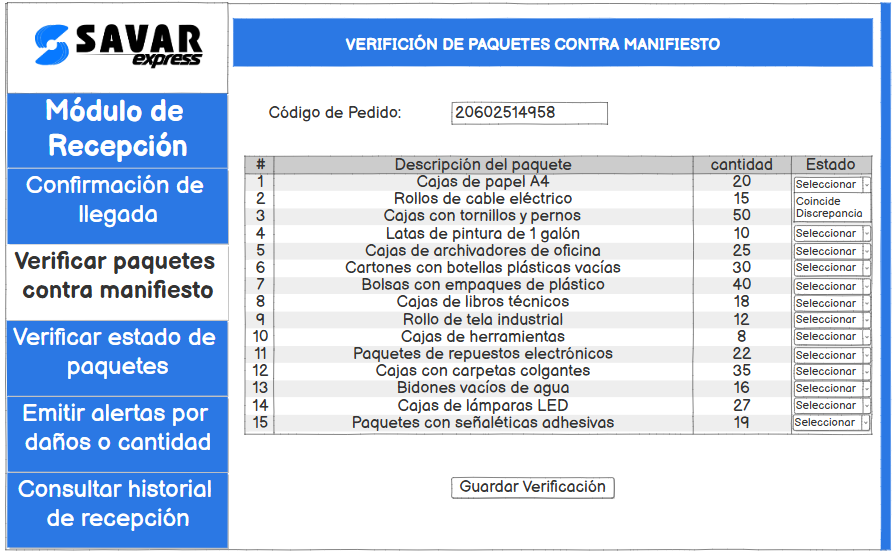 SAVAR
express
VERIFICIÓN DE PAQUETES CONTRA MANIFIESTO
Módulo de
Recepción
Confirmación de
llegada
Verificar paquetes
contra manifiesto
Verificar estado de
paquetes
Emitir alertas por
daños o cantidad
Consultar historial
de recepción
Código de Pedido: 20602514958
# Descripción del paquete cantidad Estado
1 Cajas de papel A4 20 Seleccionar
Coincide
Discrepancia
2 Rollos de cable eléctrico 15
3 Cajas con tornillos y pernos 50
4 Latas de pintura de 1 galón 10 Seleccionar
5 Cajas de archivadores de oficina 25 Seleccionar
6 Cartones con botellas plásticas vacías 30 Seleccionar
7 Bolsas con empaques de plástico 40 Seleccionar
8 Cajas de libros técnicos 18 Seleccionar
9 Rollo de tela industrial 12 Seleccionar
10 Cajas de herramientas 8 Seleccionar
11 Paquetes de repuestos electrónicos 22 Seleccionar
12 Cajas con carpetas colgantes 35 Seleccionar
13 Bidones vacíos de agua 16 Seleccionar
14 Cajas de lámparas LED 27 Seleccionar
15 Paquetes con señaléticas adhesivas 19 Seleccionar
Guardar Verificación